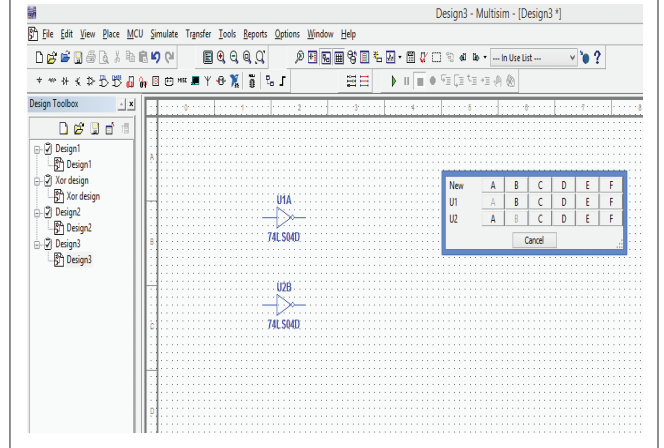 Design3 - Multisim - [Design3 *]
File Edit View Place MCU Simulate Transfer Tools Reports Options Window Help
--- In Use List ---
Design Toolbox
Design1
Design1
Xor design
Xor design
Design2
Design2
Design3
Design3
0 1 2 3 4 5 6 7 8
A
B
C
D
U1A
74LS04D
U2B
74LS04D
New A B C D E F
U1 A B C D E F
U2 A B C D E F
Cancel